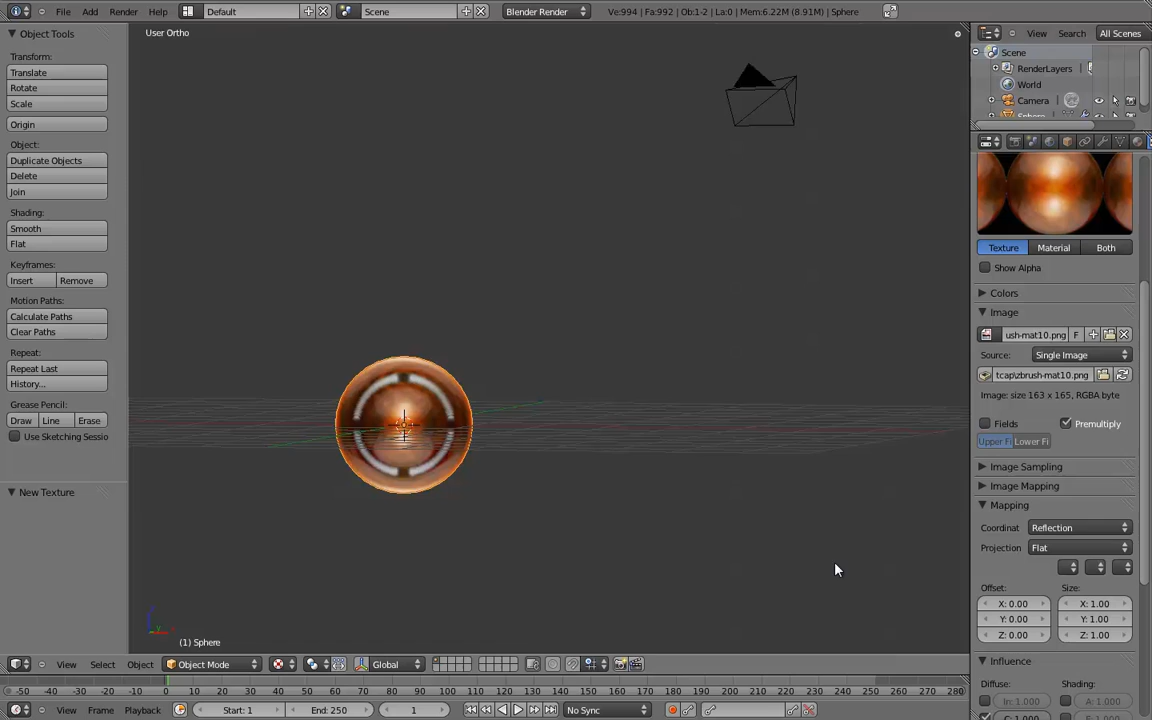 File Add Render Help Default Scene Blender Render Ve:994 | Fa:992 | Ob:1-2 | La:0 | Mem:6.22M (8.91M) | Sphere
Object Tools
Transform:
Translate
Rotate
Scale
Origin
Object:
Duplicate Objects
Delete
Join
Shading:
Smooth
Flat
Keyframes:
Insert Remove
Motion Paths:
Calculate Paths
Clear Paths
Repeat:
Repeat Last
History...
Grease Pencil:
Draw Line Erase
Use Sketching Sessio
New Texture
User Ortho
(1) Sphere
View Search All Scenes
Scene
RenderLayers
World
Camera
Texture Material Both
Show Alpha
Colors
Image
ush-mat10.png F
Source: Single Image
tcap\zbrush-mat10.png
Image: size 163 x 165, RGBA byte
Fields Premultiply
Upper Fi Lower Fi
Image Sampling
Image Mapping
Mapping
Coordinat Reflection
Projection Flat
Offset: Size:
X: 0.00 X: 1.00
Y: 0.00 Y: 1.00
Z: 0.00 Z: 1.00
Influence
Diffuse: Shading:
In: 1.000 A: 1.000
View Select Object Object Mode Global
-50 -40 -30 -20 -10 0 10 20 30 40 50 60 70 80 90 100 110 120 130 140 150 160 170 180 190 200 210 220 230 240 250 260 270 280
View Frame Playback Start: 1 End: 250 1 No Sync